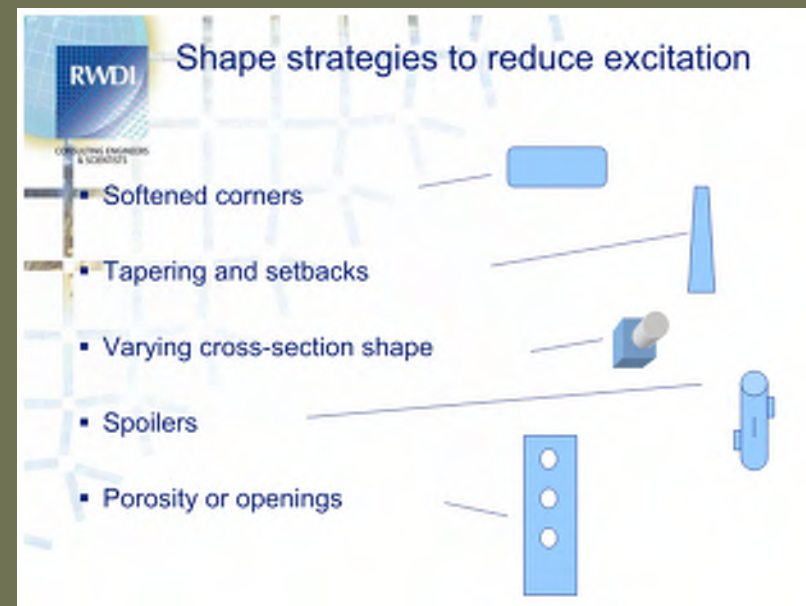 Shape strategies to reduce excitation
RWDI
CONSULTING ENGINEERS
& SCIENTISTS
Softened corners
Tapering and setbacks
Varying cross-section shape
Spoilers
Porosity or openings